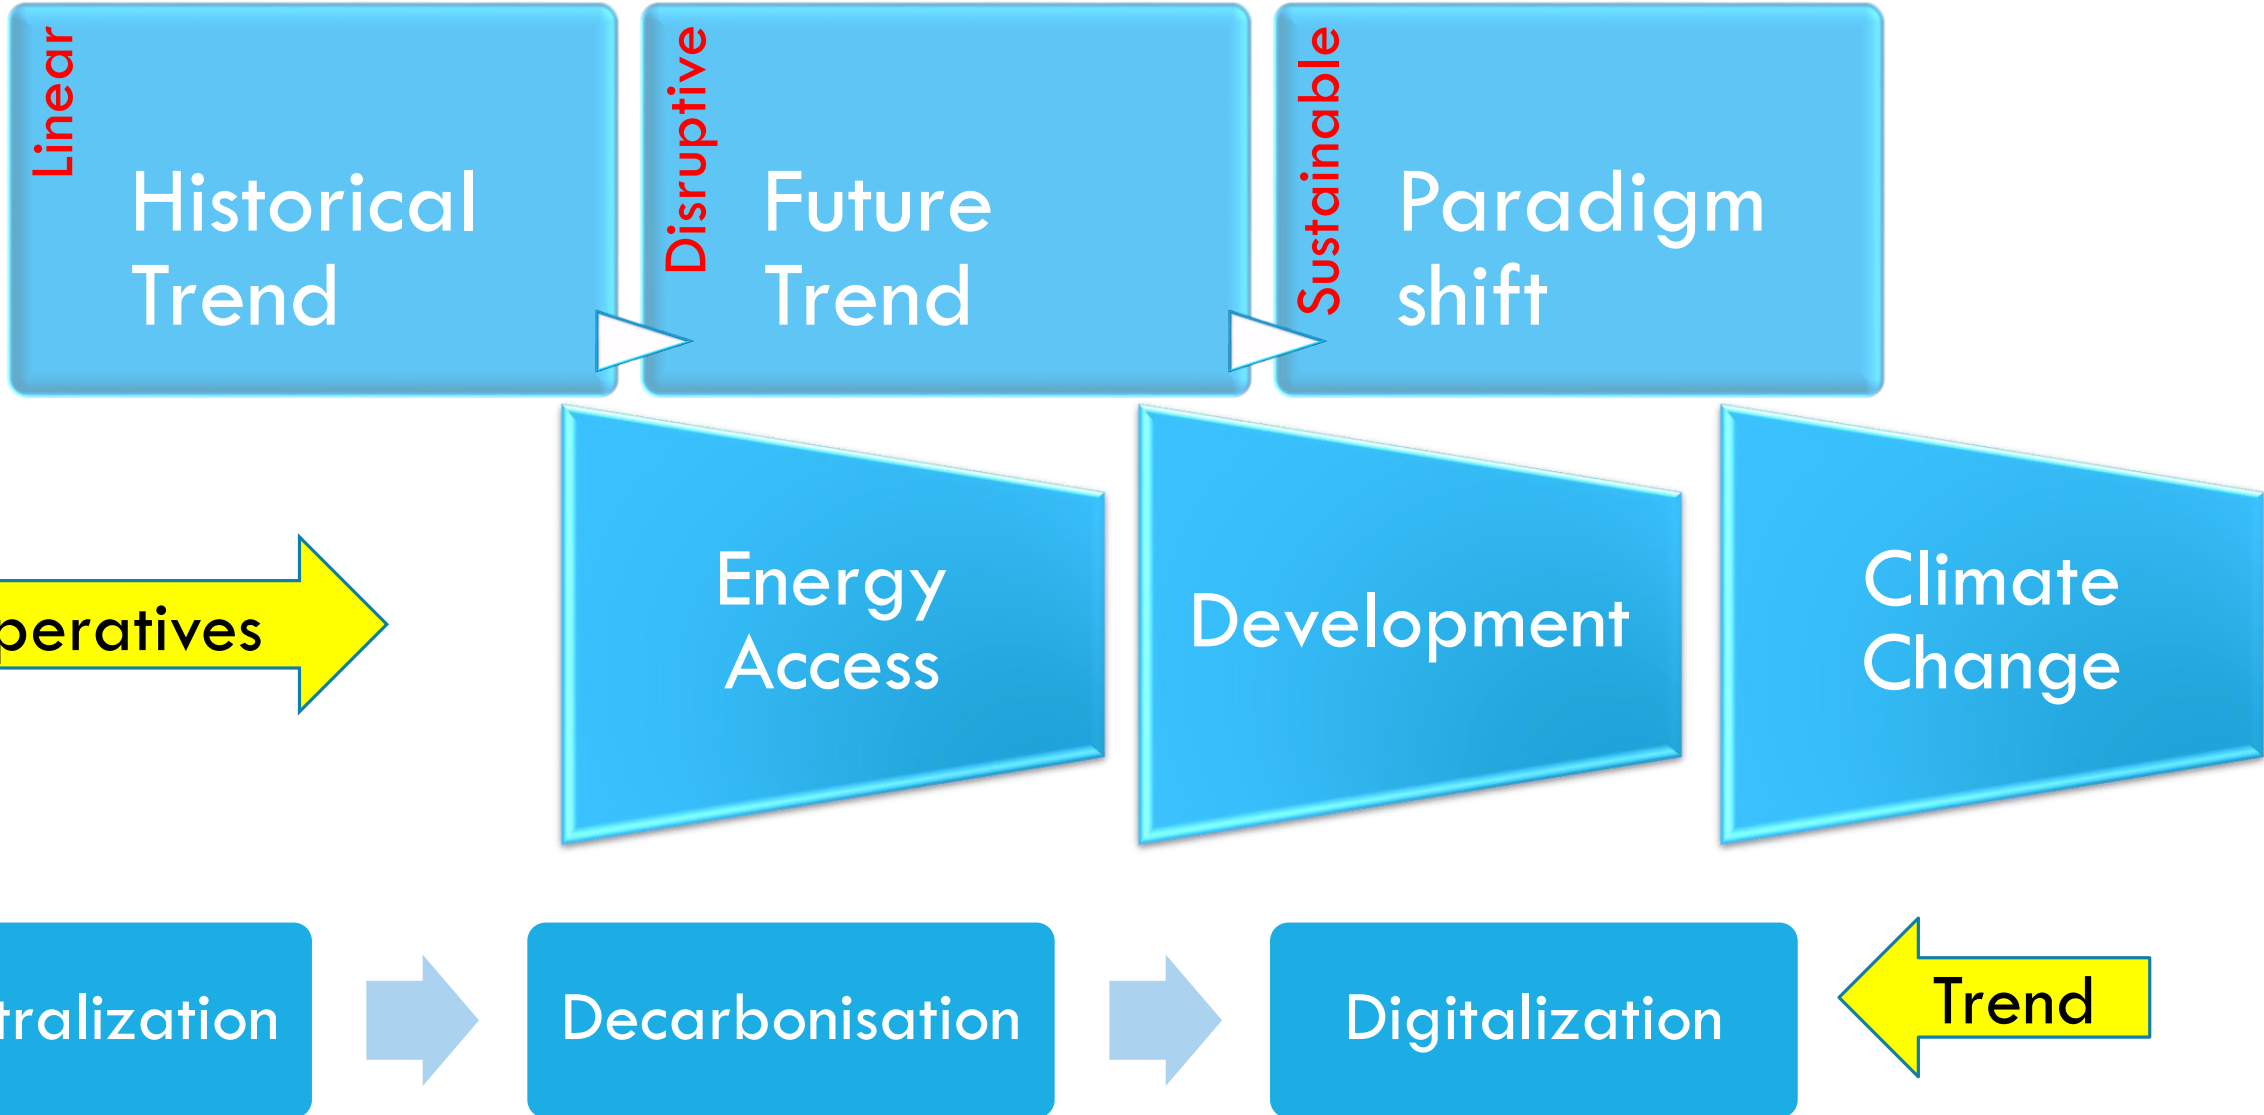 Linear
Historical
Trend
Disruptive
Future
Trend
Sustainable
Paradigm
shift
peratives
Energy
Access
Development
Climate
Change
tralization
Decarbonisation
Digitalization
Trend